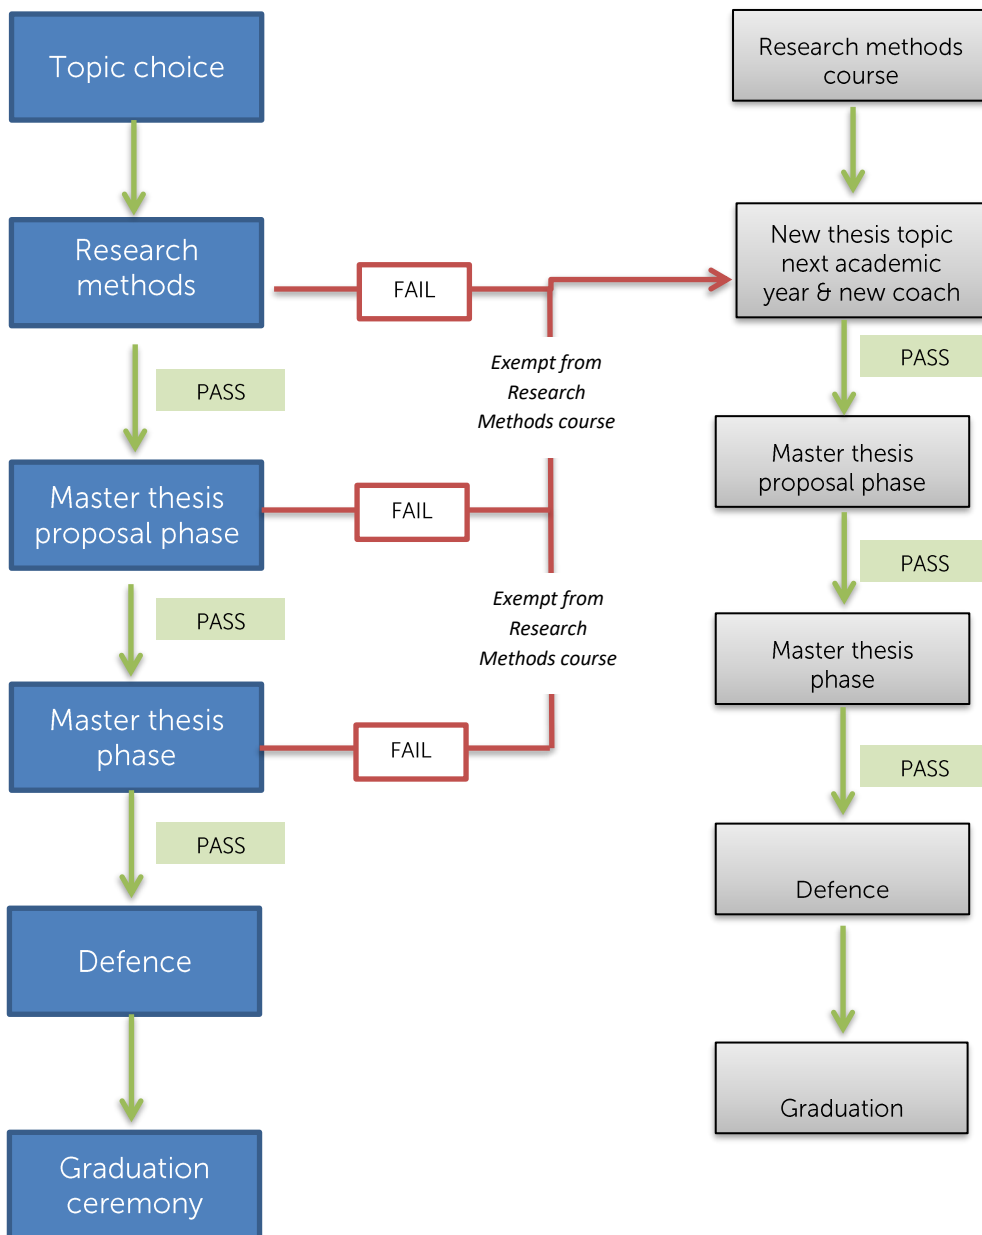 Topic choice
Research
methods
FAIL
PASS
Exempt from
Research
Methods course
Master thesis
proposal phase
FAIL
PASS
Exempt from
Research
Methods course
Master thesis
phase
FAIL
PASS
Defence
Graduation
ceremony
Research methods
course
New thesis topic
next academic
year & new coach
PASS
Master thesis
proposal phase
PASS
Master thesis
phase
PASS
Defence
Graduation